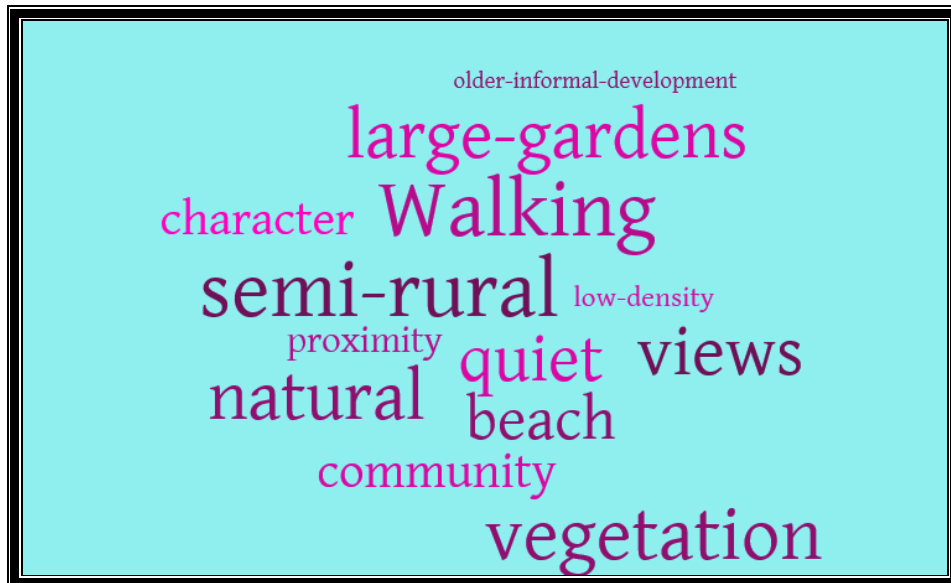 older-informal-development
large-gardens
character Walking
semi-rural low-density
proximity quiet views
natural beach
community
vegetation